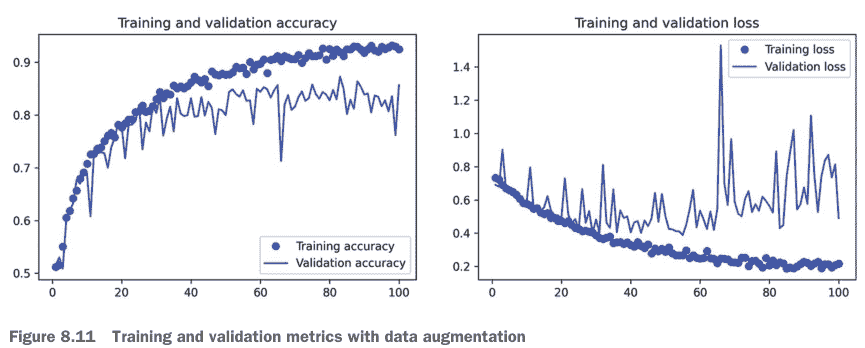 Training and validation accuracy
0.9
0.8
0.7
0.6
0.5
0 20 40 60 80 100
Training accuracy
Validation accuracy
Training and validation loss
1.4
1.2
1.0
0.8
0.6
0.4
0.2
0 20 40 60 80 100
Training loss
Validation loss
Figure 8.11 Training and validation metrics with data augmentation